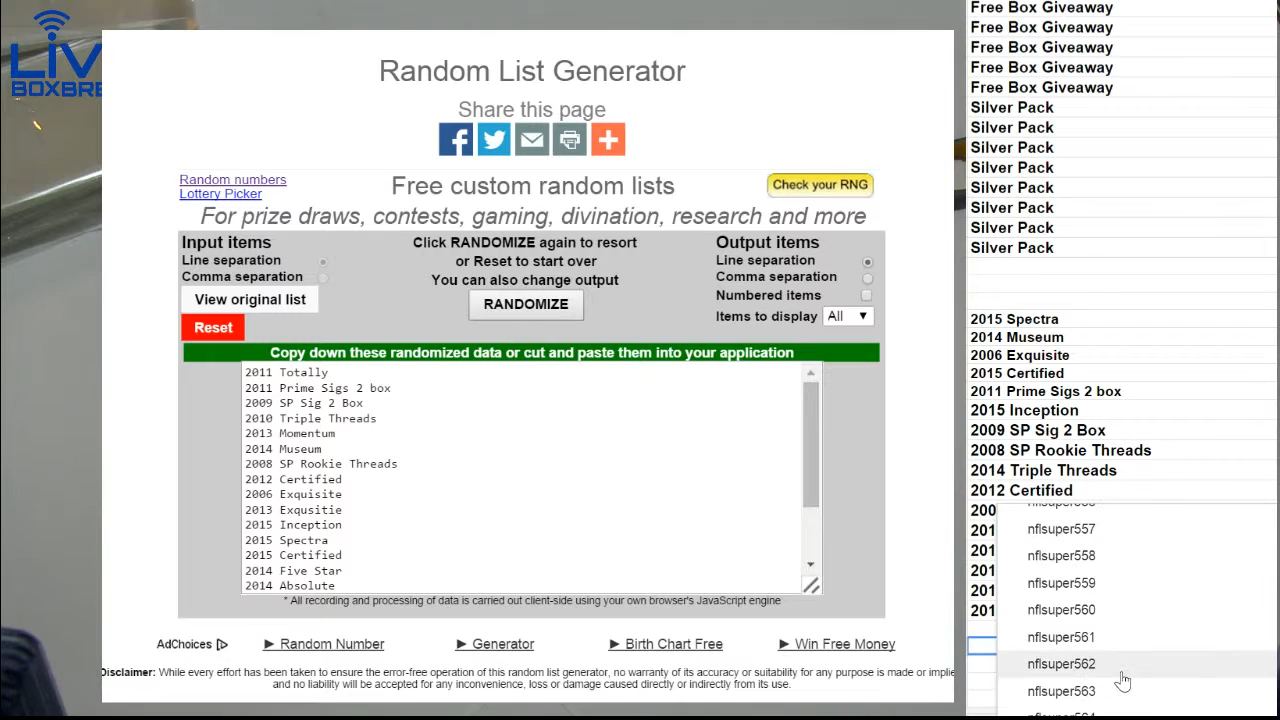 LIV
BOXBRE
Random List Generator
Share this page
Random numbers
Lottery Picker
Free custom random lists
Check your RNG
For prize draws, contests, gaming, divination, research and more
Input items
Line separation
Comma separation
View original list
Reset
Click RANDOMIZE again to resort
or Reset to start over
You can also change output
RANDOMIZE
Output items
Line separation
Comma separation
Numbered items
Items to display All
Copy down these randomized data or cut and paste them into your application
2011 Totally
2011 Prime Sigs 2 box
2009 SP Sig 2 Box
2010 Triple Threads
2013 Momentum
2014 Museum
2008 SP Rookie Threads
2012 Certified
2006 Exquisite
2013 Exqusitie
2015 Inception
2015 Spectra
2015 Certified
2014 Five Star
2014 Absolute
* All recording and processing of data is carried out client-side using your own browser's JavaScript engine
AdChoices
Random Number
Generator
Birth Chart Free
Win Free Money
Disclaimer: While every effort has been taken to ensure the error-free operation of this random list generator, no warranty of its accuracy or suitability for any purpose is made or implie
and no liability will be accepted for any inconvenience, loss or damage caused directly or indirectly from its use.
Free Box Giveaway
Free Box Giveaway
Free Box Giveaway
Free Box Giveaway
Free Box Giveaway
Silver Pack
Silver Pack
Silver Pack
Silver Pack
Silver Pack
Silver Pack
Silver Pack
Silver Pack
2015 Spectra
2014 Museum
2006 Exquisite
2015 Certified
2011 Prime Sigs 2 box
2015 Inception
2009 SP Sig 2 Box
2008 SP Rookie Threads
2014 Triple Threads
2012 Certified
200
201
201
201
201
201
nflsuper557
nflsuper558
nflsuper559
nflsuper560
nflsuper561
nflsuper562
nflsuper563